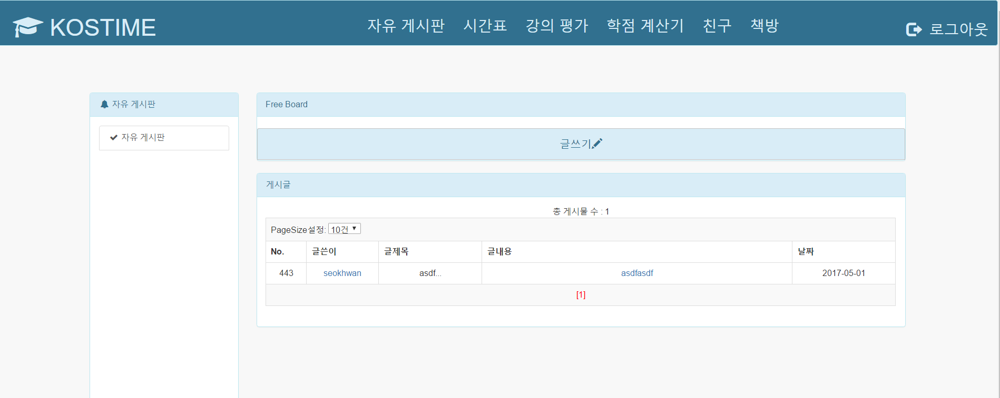 KOSTIME 자유 게시판 시간표 강의 평가 학점 계산기 친구 책방 로그아웃
자유 게시판
자유 게시판
Free Board
글쓰기
게시글
총 게시물 수 : 1
PageSize설정: 10건
No. 글쓴이 글제목 글내용 날짜
443 seokhwan asdf... asdfasdf 2017-05-01
[1]